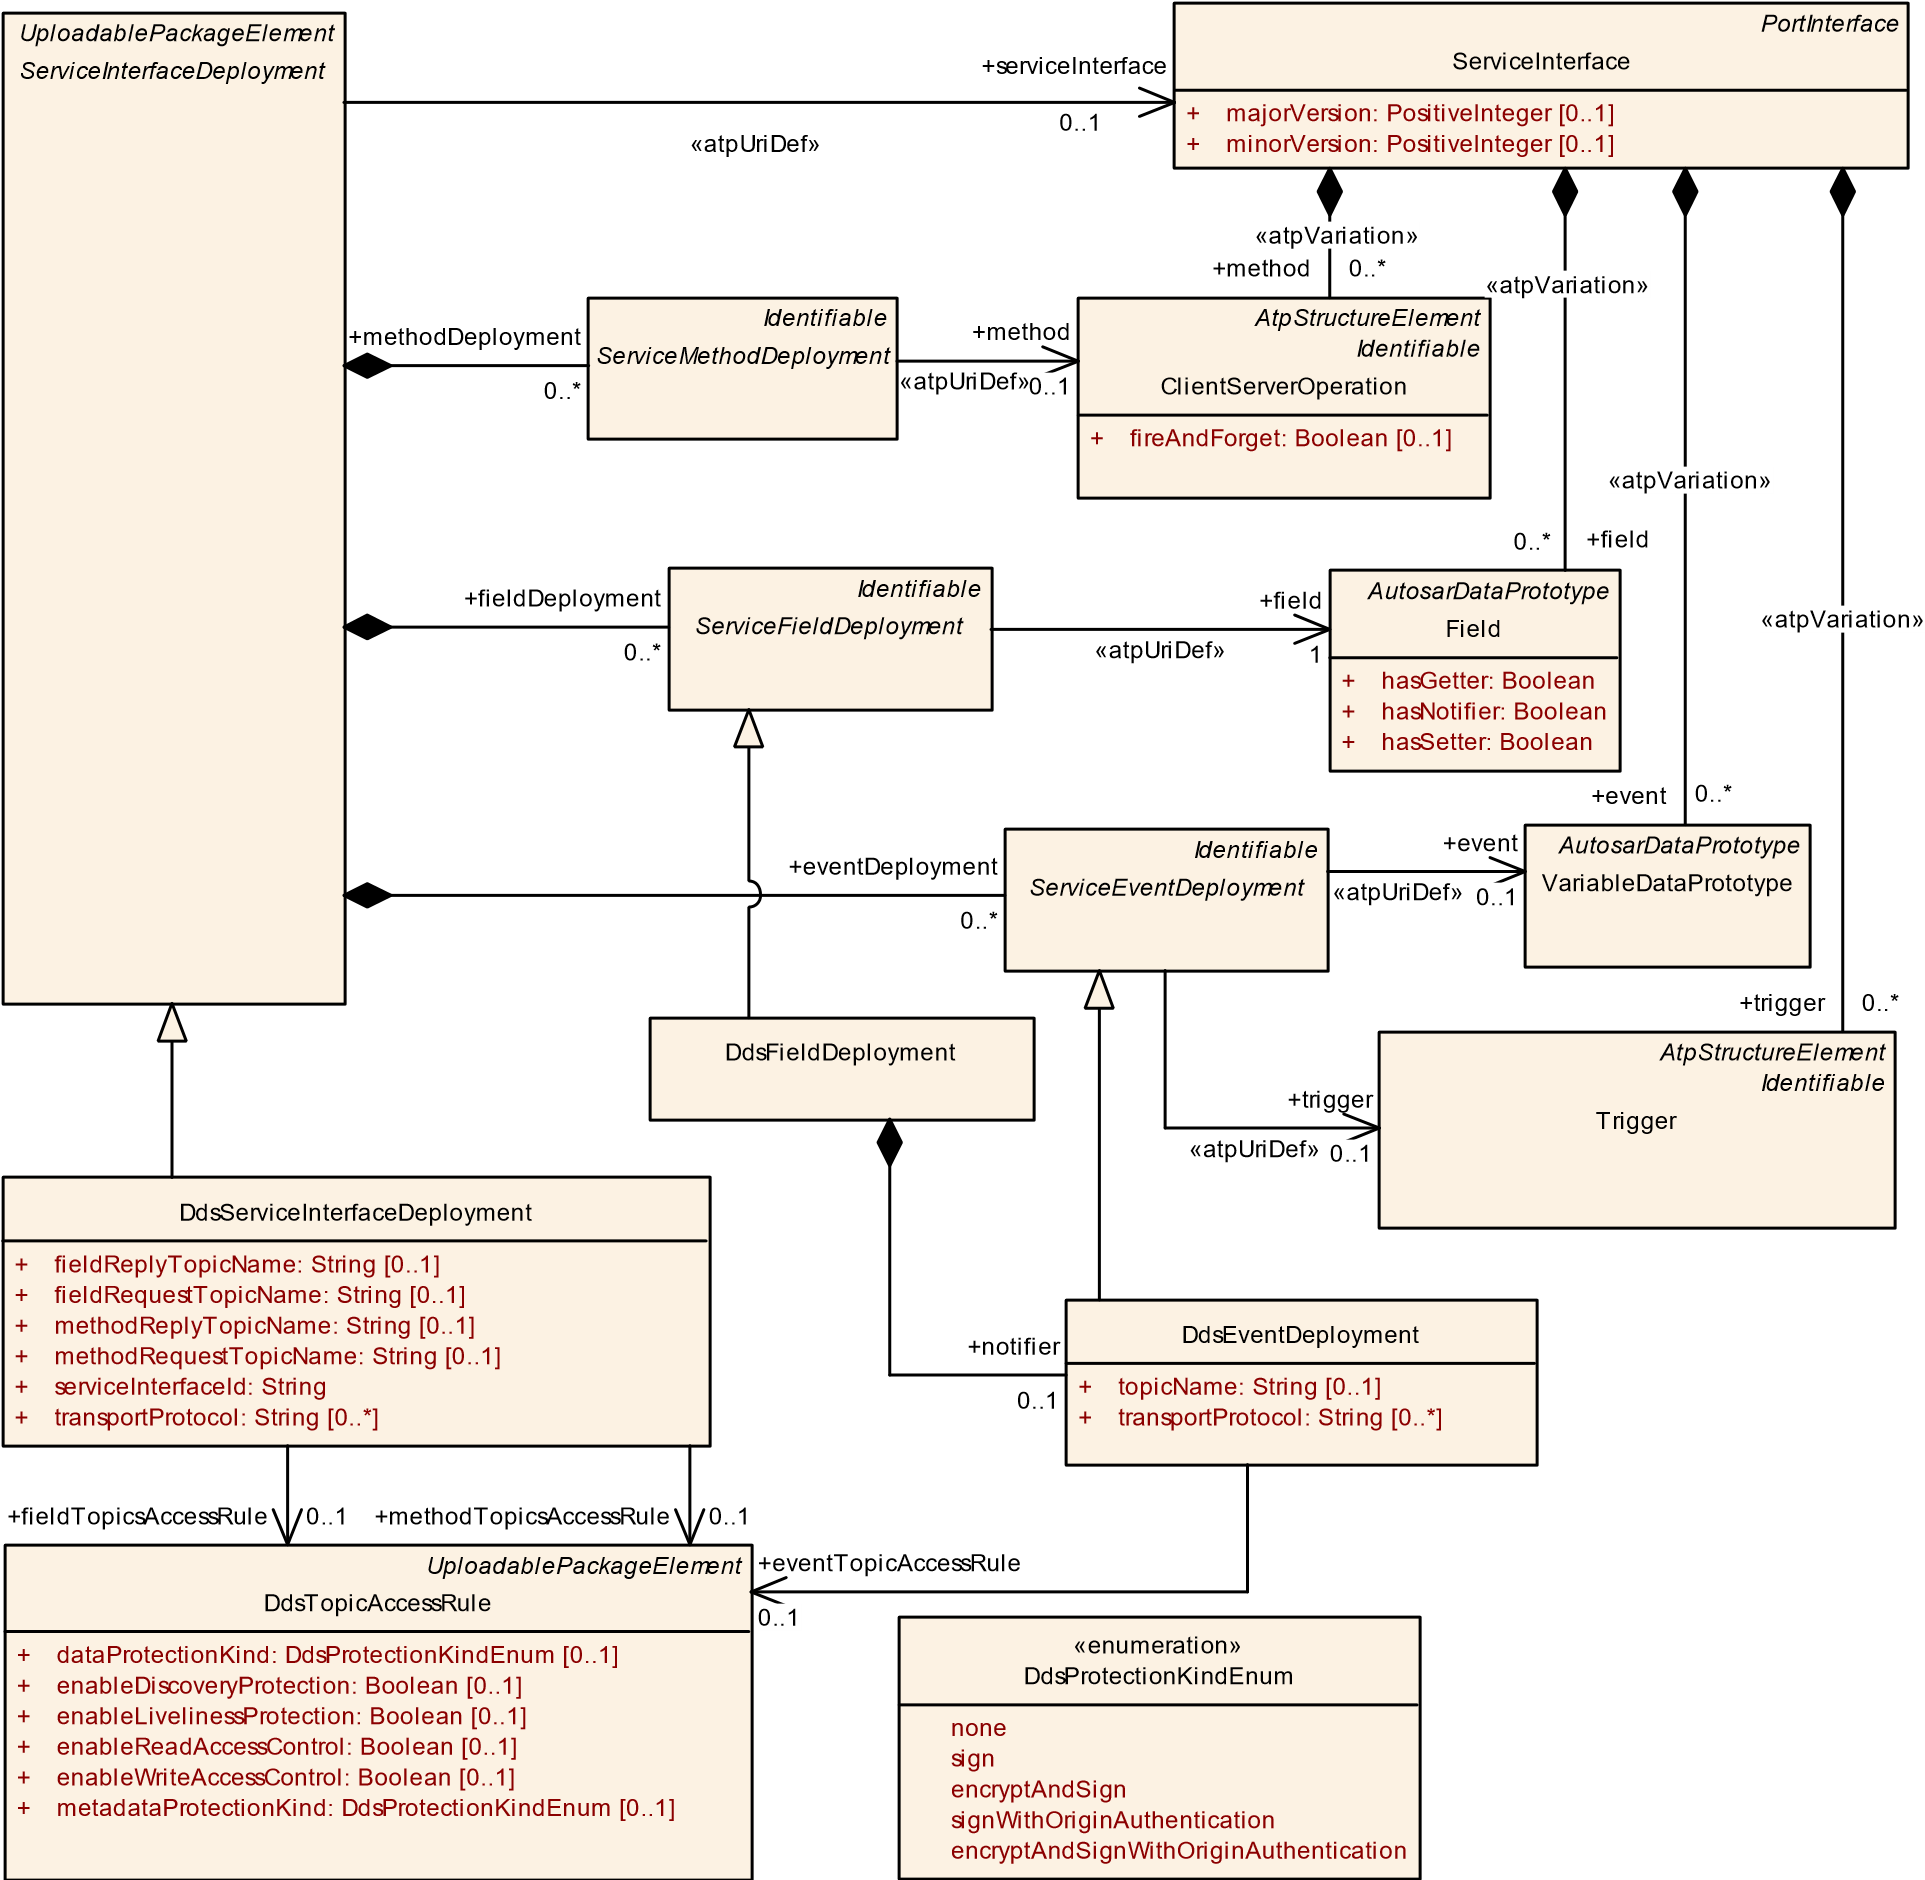 UploadablePackageElement
ServiceInterfaceDeployment
PortInterface
ServiceInterface
+ majorVersion: PositiveInteger [0..1]
+ minorVersion: PositiveInteger [0..1]
+serviceInterface
0..1
«atpUriDef»
«atpVariation»
+method 0..*
«atpVariation»
0..* +field
«atpVariation»
+event 0..*
«atpVariation»
+trigger 0..*
+methodDeployment
0..*
Identifiable
ServiceMethodDeployment
+method
«atpUriDef»
0..1
AtpStructureElement
Identifiable
ClientServerOperation
+ fireAndForget: Boolean [0..1]
+fieldDeployment
0..*
Identifiable
ServiceFieldDeployment
+field
«atpUriDef»
1
AutosarDataPrototype
Field
+ hasGetter: Boolean
+ hasNotifier: Boolean
+ hasSetter: Boolean
+eventDeployment
0..*
Identifiable
ServiceEventDeployment
+event
«atpUriDef»
0..1
AutosarDataPrototype
VariableDataPrototype
DdsFieldDeployment
+trigger
«atpUriDef»
0..1
AtpStructureElement
Identifiable
Trigger
DdsServiceInterfaceDeployment
+ fieldReplyTopicName: String [0..1]
+ fieldRequestTopicName: String [0..1]
+ methodReplyTopicName: String [0..1]
+ methodRequestTopicName: String [0..1]
+ serviceInterfaceId: String
+ transportProtocol: String [0..*]
+notifier
0..1
DdsEventDeployment
+ topicName: String [0..1]
+ transportProtocol: String [0..*]
+fieldTopicsAccessRule 0..1
+methodTopicsAccessRule 0..1
+eventTopicAccessRule
0..1
UploadablePackageElement
DdsTopicAccessRule
+ dataProtectionKind: DdsProtectionKindEnum [0..1]
+ enableDiscoveryProtection: Boolean [0..1]
+ enableLivelinessProtection: Boolean [0..1]
+ enableReadAccessControl: Boolean [0..1]
+ enableWriteAccessControl: Boolean [0..1]
+ metadataProtectionKind: DdsProtectionKindEnum [0..1]
«enumeration»
DdsProtectionKindEnum
none
sign
encryptAndSign
signWithOriginAuthentication
encryptAndSignWithOriginAuthentication